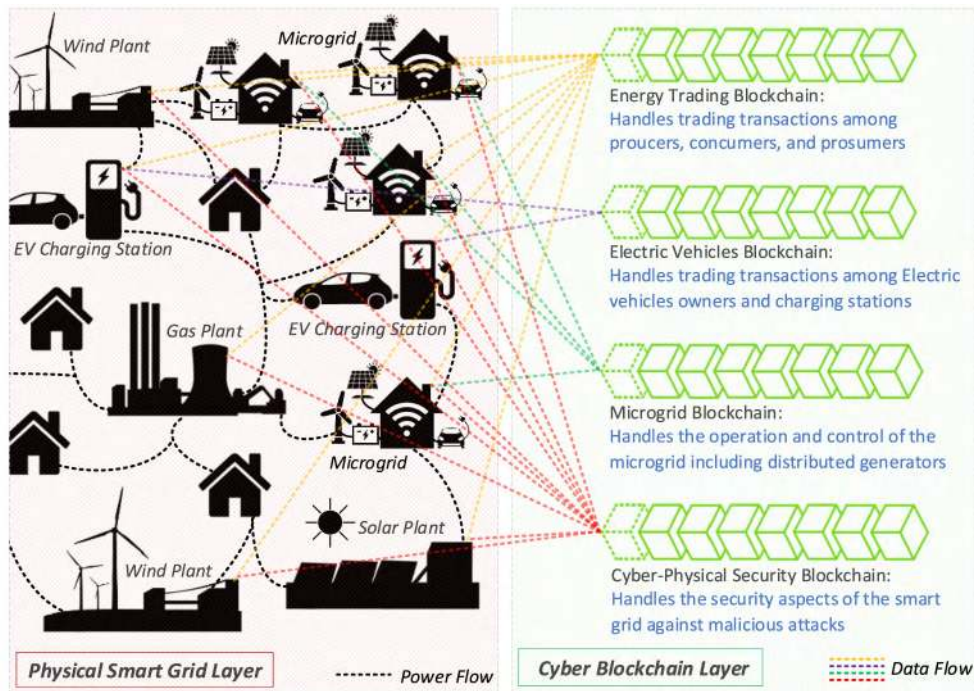 Wind Plant
Microgrid
EV Charging Station
EV Charging Station
Gas Plant
Microgrid
Solar Plant
Wind Plant
Physical Smart Grid Layer
Power Flow
Energy Trading Blockchain:
Handles trading transactions among
proucers, concumers, and prosumers
Electric Vehicles Blockchain:
Handles trading transactions among Electric
vehicles owners and charging stations
Microgrid Blockchain:
Handles the operation and control of the
microgrid including distributed generators
Cyber-Physical Security Blockchain:
Handles the security aspects of the smart
grid against malicious attacks
Cyber Blockchain Layer
Data Flow